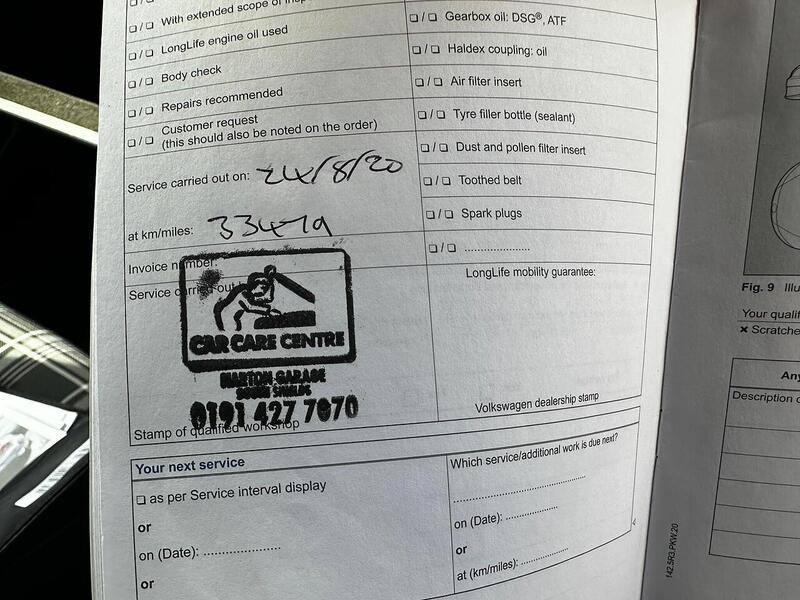 With extended scope of
LongLife engine oil used
Body check
Repairs recommended
Customer request
(this should also be noted on the order)
Service carried out on: 24/8/20
at km/miles: 33479
Invoice number:
Service carried out
CAR CARE CENTRE
MARTON GARAGE
SOUTH SHIELDS
0191 427 7070
Stamp of qualified workshop
Gearbox oil: DSG®, ATF
Haldex coupling: oil
Air filter insert
Tyre filler bottle (sealant)
Dust and pollen filter insert
Toothed belt
Spark plugs
LongLife mobility guarantee:
Volkswagen dealership stamp
Your next service
as per Service interval display
or
on (Date):
or
Which service/additional work is due next?
on (Date):
or
at (km/miles):
4
142.5R3.PKW.20
Fig. 9
Your
× Scratche
Description